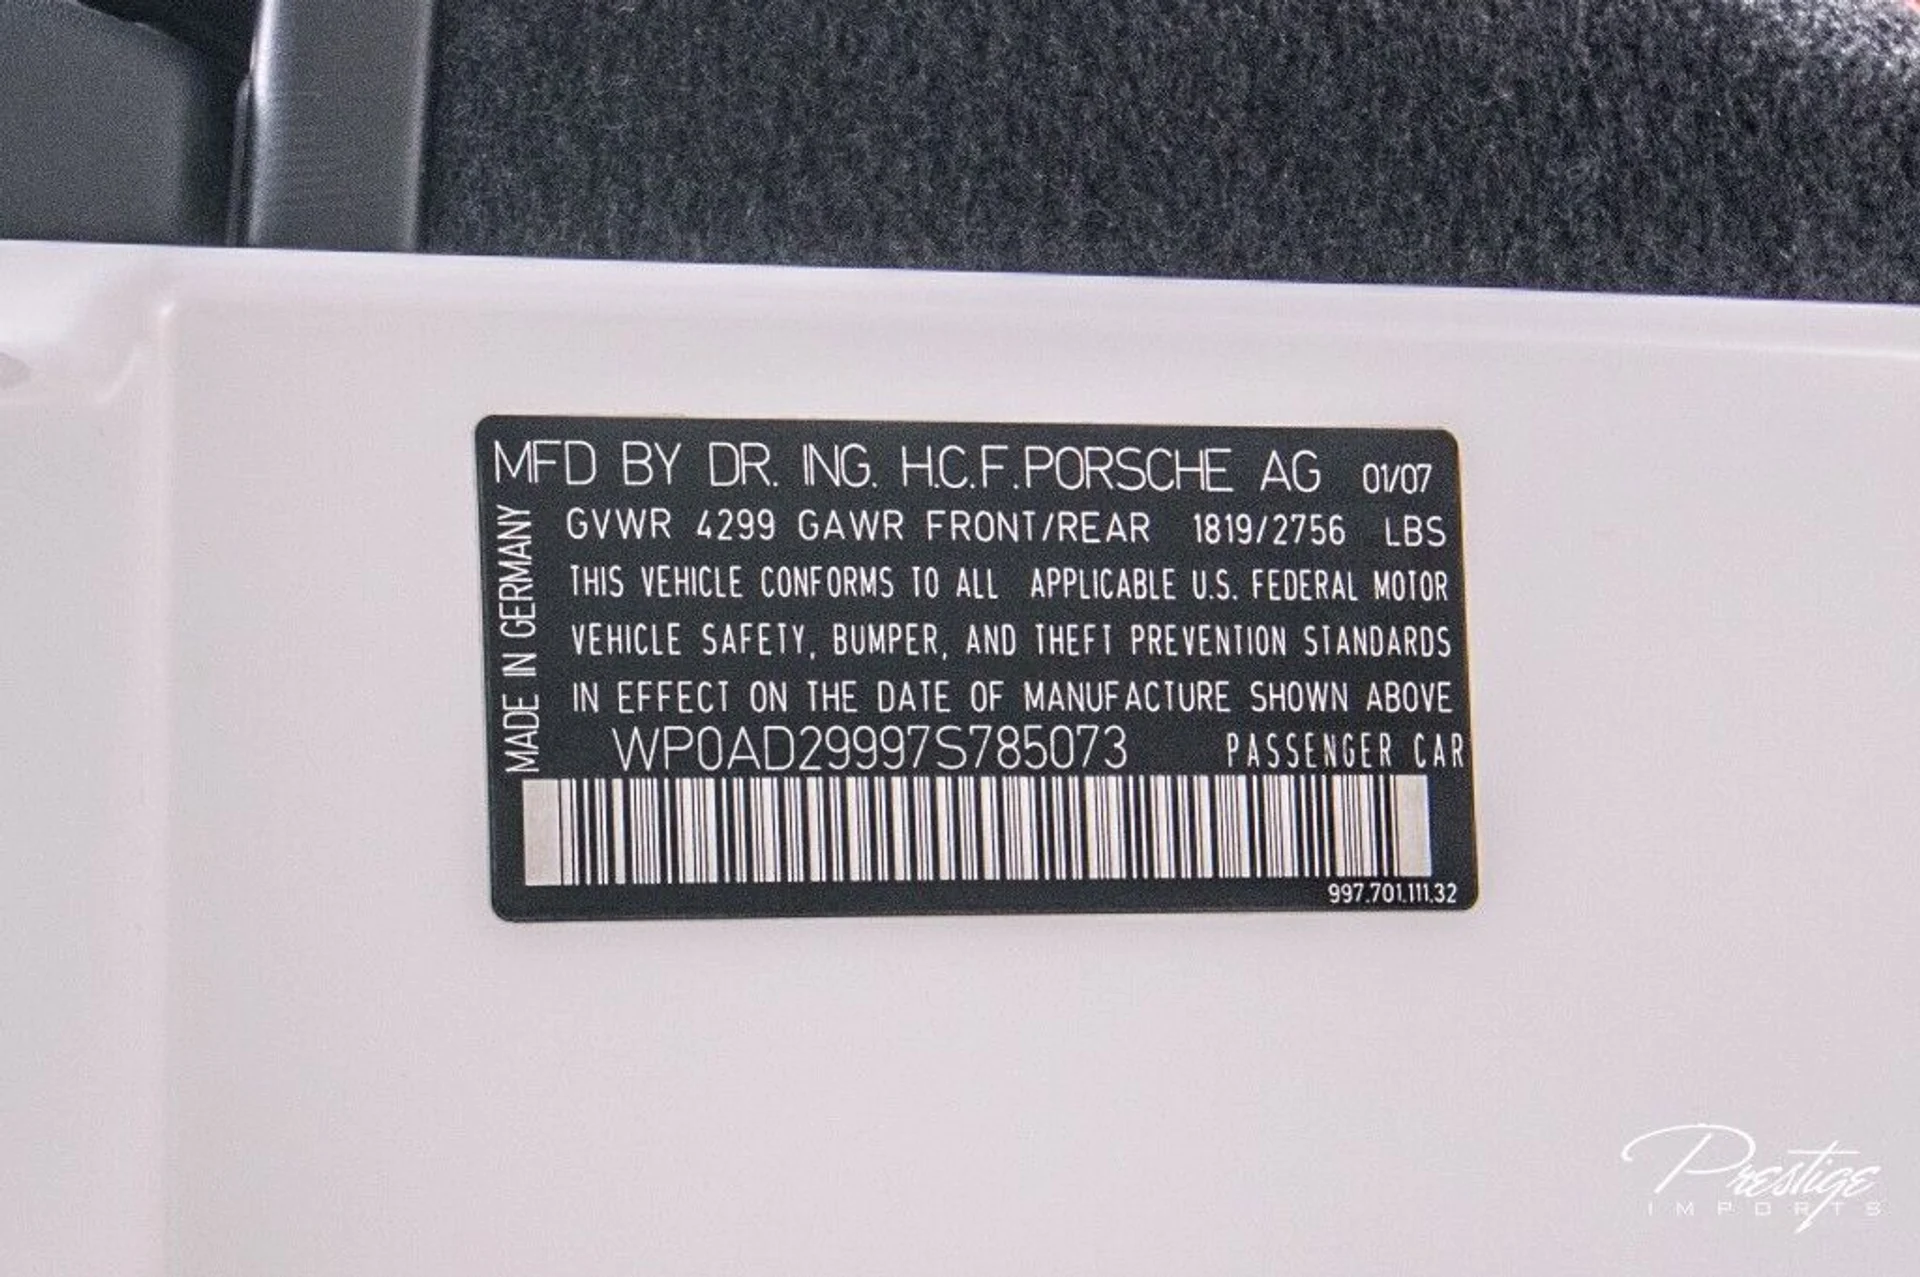 MFD BY DR. ING. H.C.F. PORSCHE AG 01/07
GVWR 4299 GAWR FRONT/REAR 1819/2756 LBS
THIS VEHICLE CONFORMS TO ALL APPLICABLE U.S. FEDERAL MOTOR
VEHICLE SAFETY, BUMPER, AND THEFT PREVENTION STANDARDS
IN EFFECT ON THE DATE OF MANUFACTURE SHOWN ABOVE
WP0AD29997S785073 PASSENGER CAR
MADE IN GERMANY
997.701.111.32
Prestige
IMPORTS